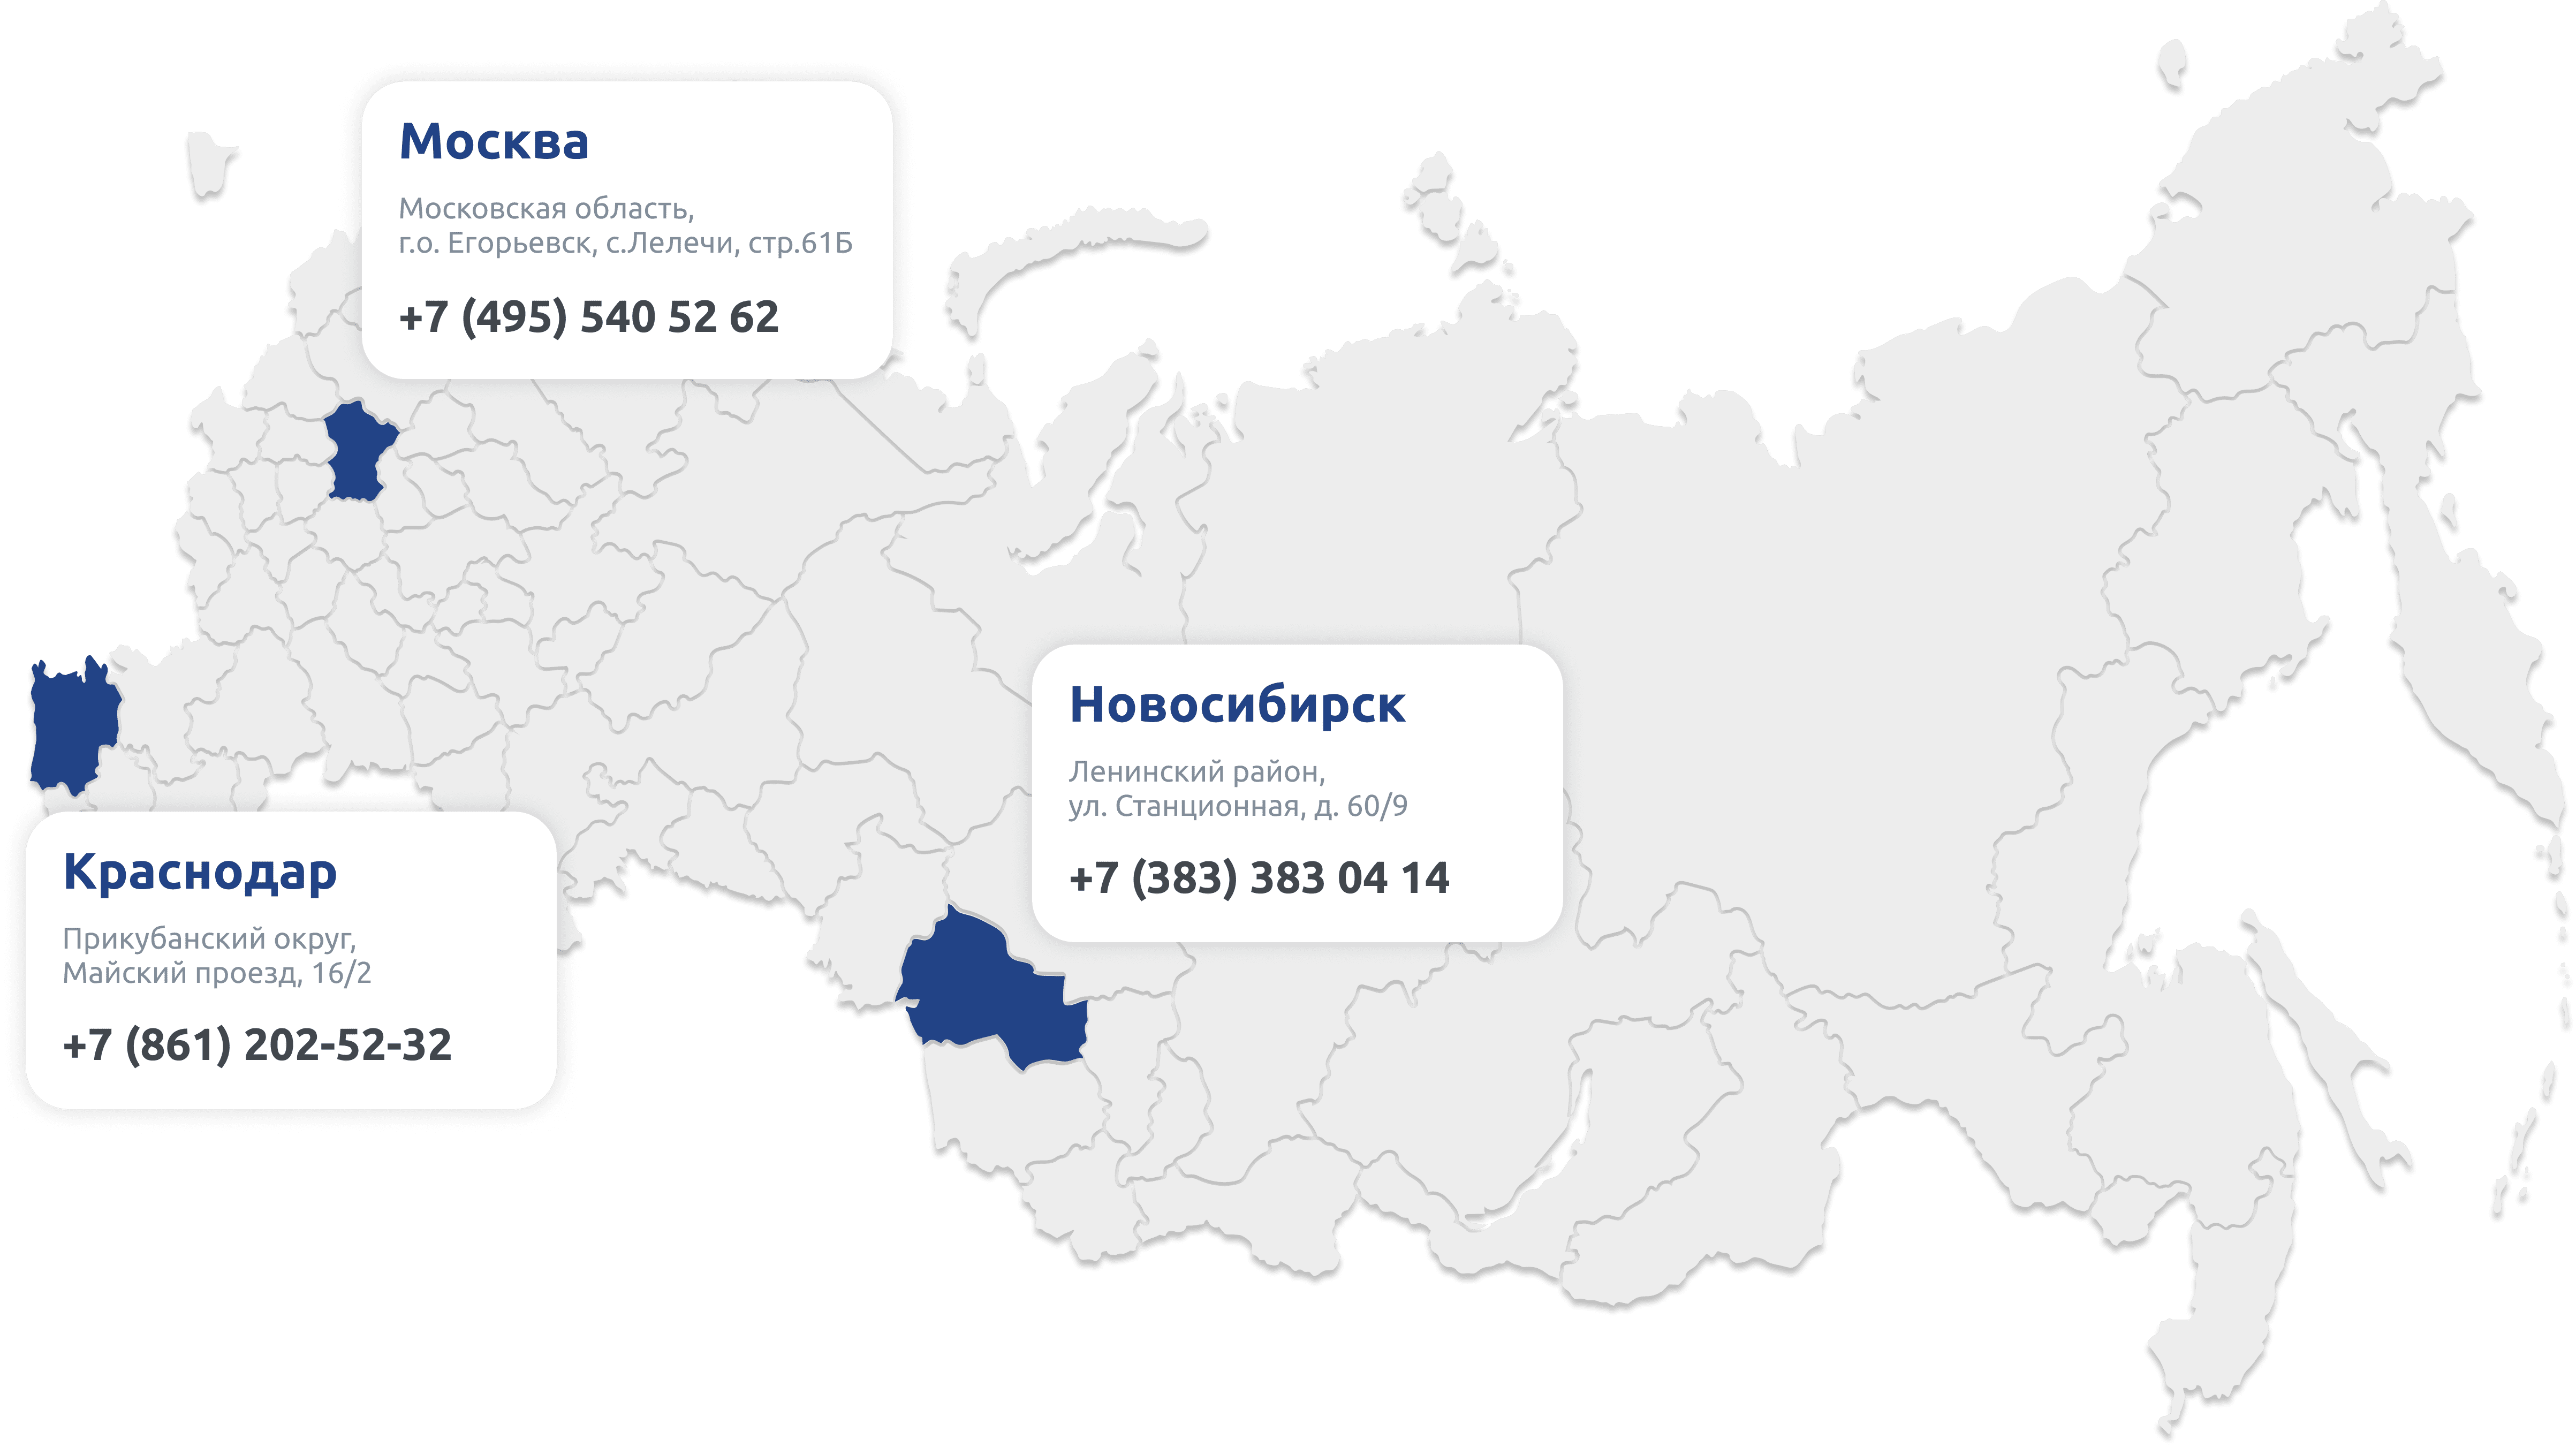 Москва
Московская область,
г.о. Егорьевск, с.Лелечи, стр.61Б
+7 (495) 540 52 62
Новосибирск
Ленинский район,
ул. Станционная, д. 60/9
+7 (383) 383 04 14
Краснодар
Прикубанский округ,
Майский проезд, 16/2
+7 (861) 202-52-32